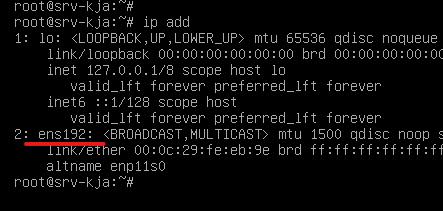 root@srv-kja:~#
root@srv-kja:~# ip add
1: lo: <LOOPBACK,UP,LOWER_UP> mtu 65536 qdisc noqueue
link/loopback 00:00:00:00:00:00 brd 00:00:00:00:00
inet 127.0.0.1/8 scope host lo
valid_lft forever preferred_lft forever
inet6 ::1/128 scope host
valid_lft forever preferred_lft forever
2: ens192: <BROADCAST,MULTICAST> mtu 1500 qdisc noop s
link/ether 00:0c:29:fe:eb:9e brd ff:ff:ff:ff:ff:ff
altname enp11s0
root@srv-kja:~#